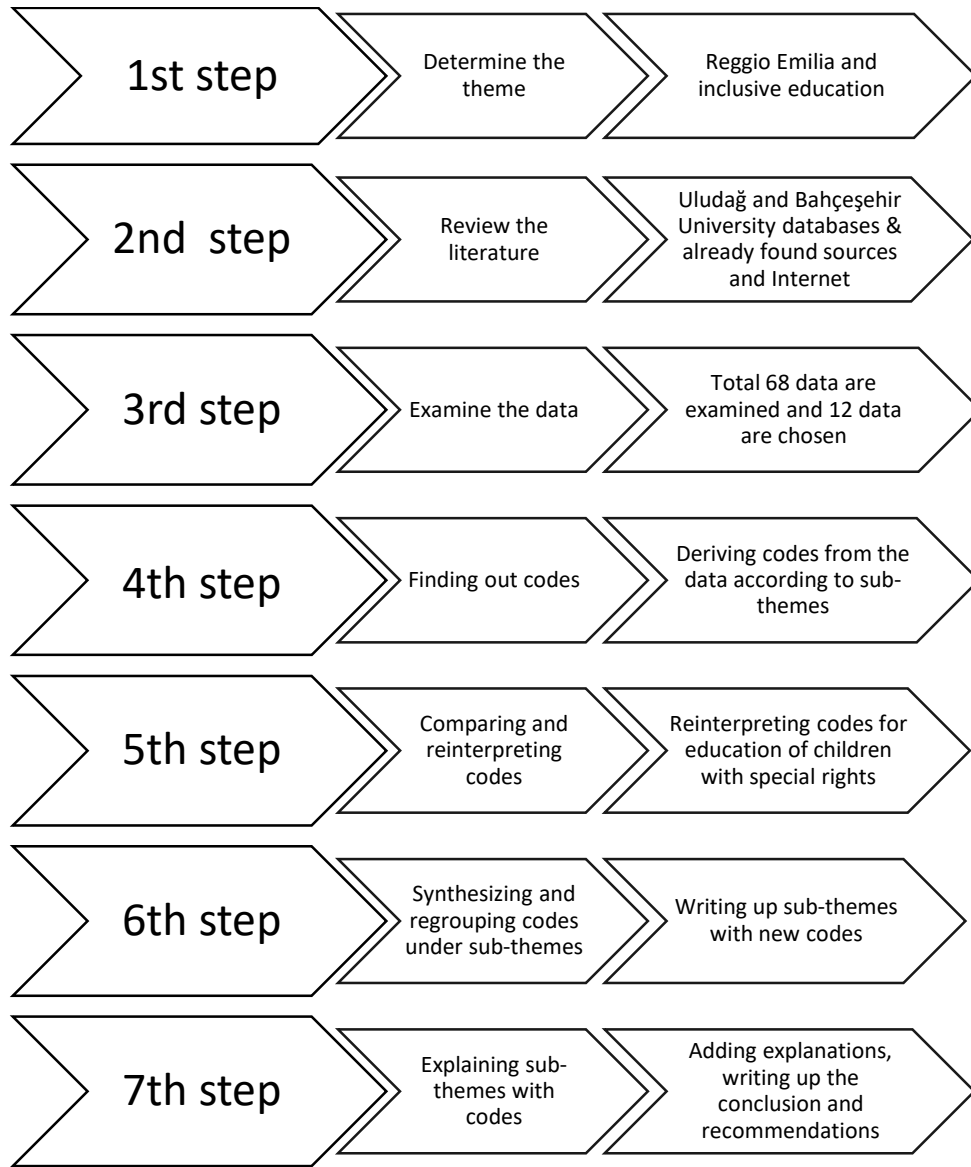 1st step
Determine the
theme
Reggio Emilia and
inclusive education
2nd step
Review the
literature
Uludağ and Bahçeşehir
University databases &
already found sources
and Internet
3rd step
Examine the data
Total 68 data are
examined and 12 data
are chosen
4th step
Finding out codes
Deriving codes from the
data according to sub-
themes
5th step
Comparing and
reinterpreting
codes
Reinterpreting codes for
education of children
with special rights
6th step
Synthesizing and
regrouping codes
under sub-themes
Writing up sub-themes
with new codes
7th step
Explaining sub-
themes with
codes
Adding explanations,
writing up the
conclusion and
recommendations